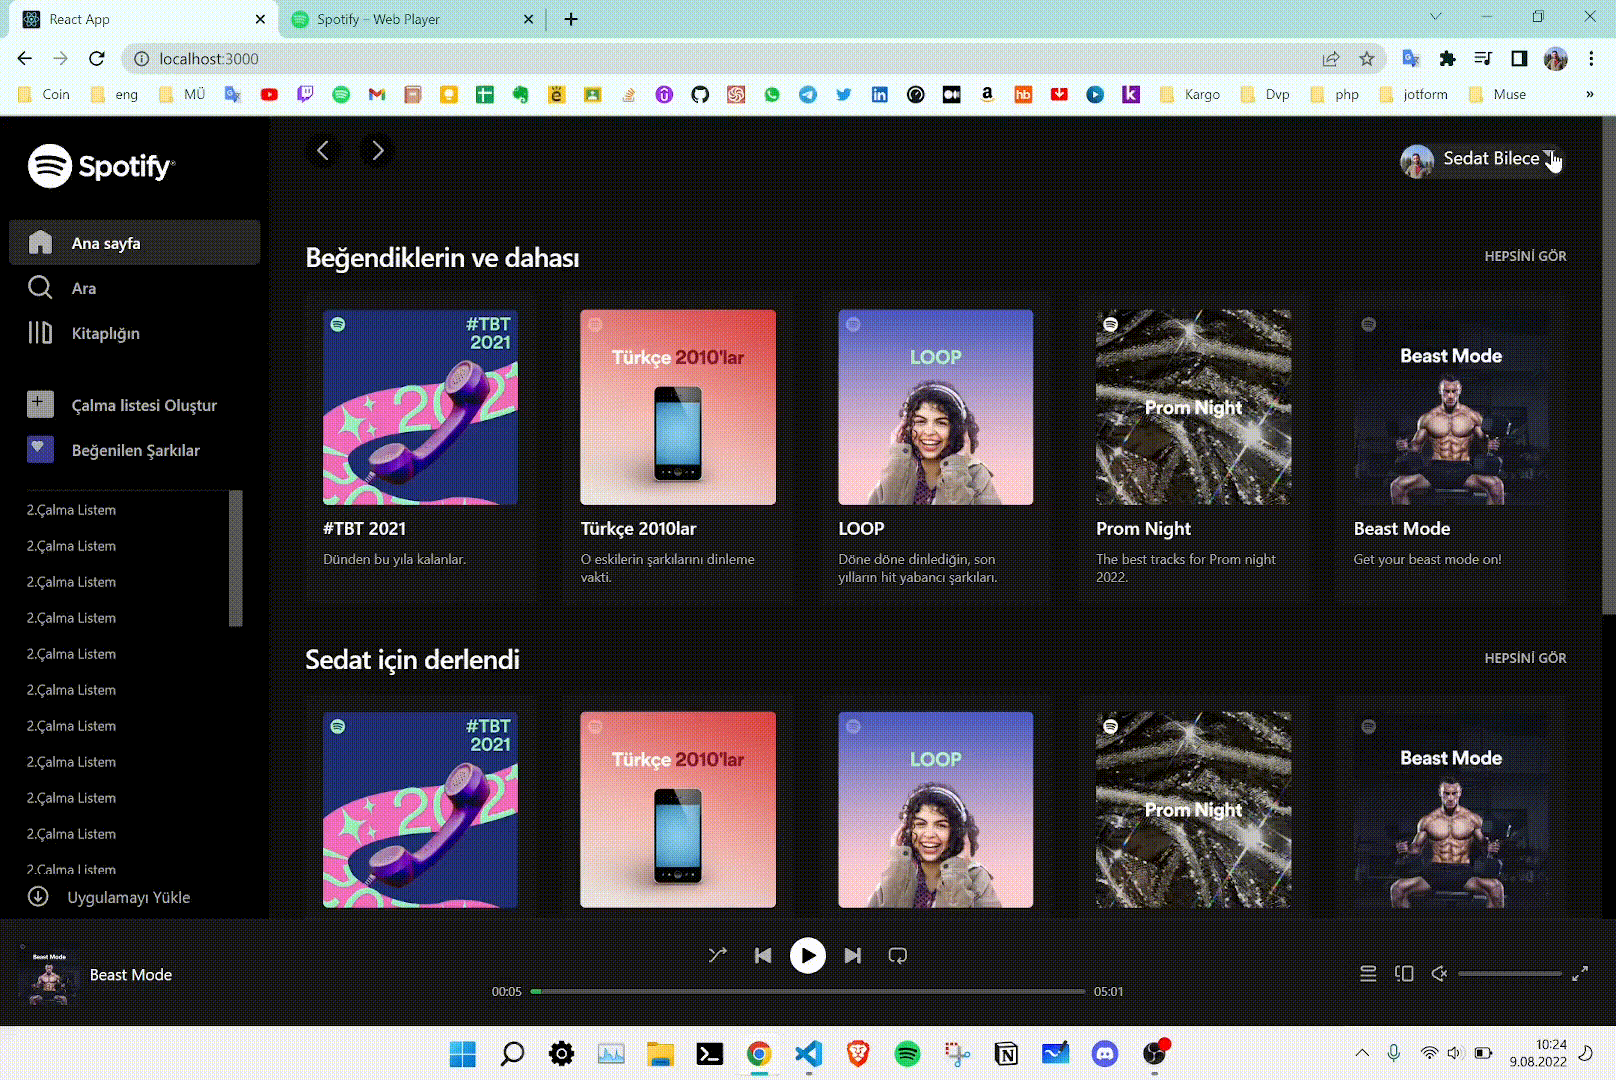 React App
Spotify – Web Player
localhost:3000
Coin
eng
MÜ
Kargo
Dvp
php
jotform
Muse
»
Spotify
Sedat Bilece
Ana sayfa
Ara
Kitaplığın
Çalma listesi Oluştur
Beğenilen Şarkılar
2.Çalma Listem
2.Çalma Listem
2.Çalma Listem
2.Çalma Listem
2.Çalma Listem
2.Çalma Listem
2.Çalma Listem
2.Çalma Listem
2.Çalma Listem
2.Çalma Listem
2.Çalma Listem
Uygulamayı Yükle
Beğendiklerin ve dahası
HEPSİNİ GÖR
#TBT
2021
Türkçe 2010'lar
LOOP
Prom Night
Beast Mode
#TBT 2021
Dünden bu yıla kalanlar.
Türkçe 2010lar
O eskilerin şarkılarını dinleme
vakti.
LOOP
Döne döne dinlediğin, son
yılların hit yabancı şarkıları.
Prom Night
The best tracks for Prom night
2022.
Beast Mode
Get your beast mode on!
Sedat için derlendi
HEPSİNİ GÖR
#TBT
2021
Türkçe 2010'lar
LOOP
Prom Night
Beast Mode
Beast Mode
Beast Mode
00:05
05:01
10:24
9.08.2022